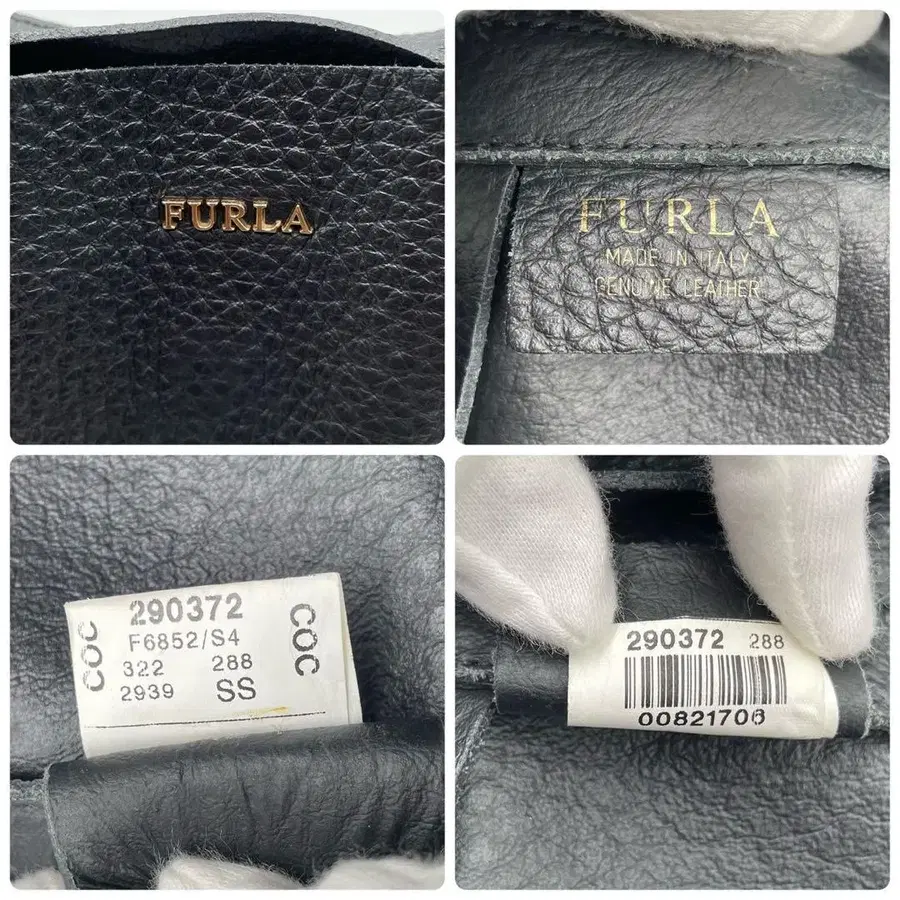 FURLA
FURLA
MADE IN ITALY
GENUINE LEATHER
COC
290372
F6852/S4
322 288
2939 SS
COC
290372 288
00821706